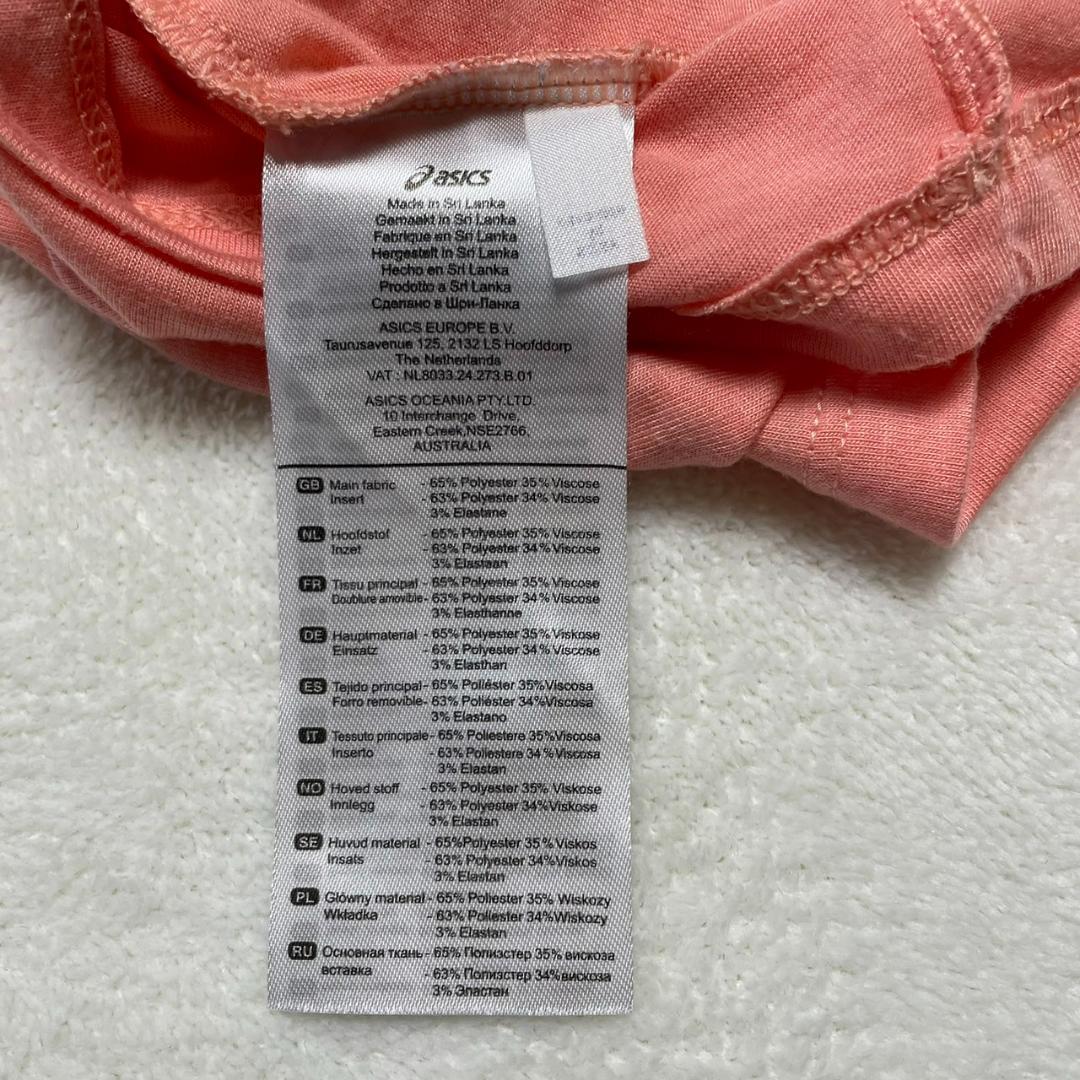 asics
Made in Sri Lanka
Gemaakt in Sri Lanka
Fabrique en Sri Lanka
Hergestellt in Sri Lanka
Hecho en Sri Lanka
Prodotto a Sri Lanka
Сделано в Шри-Ланка
ASICS EUROPE B.V.
Taurusavenue 125, 2132 LS Hoofddorp
The Netherlands
VAT : NL8033.24.273.B.01
ASICS OCEANIA PTY.LTD.
10 Interchange Drive,
Eastern Creek,NSE2766,
AUSTRALIA
GB Main fabric - 65% Polyester 35% Viscose
Insert - 63% Polyester 34% Viscose
3% Elastane
NL Hoofdstof - 65% Polyester 35% Viscose
Inzet - 63% Polyester 34% Viscose
3% Elastaan
FR Tissu principal - 65% Polyester 35% Viscose
Doublure amovible- 63% Polyester 34% Viscose
3% Elasthanne
DE Hauptmaterial - 65% Polyester 35% Viskose
Einsatz - 63% Polyester 34% Viscose
3% Elasthan
ES Tejido principal- 65% Poliéster 35%Viscosa
Forro removible- 63% Poliéster 34%Viscosa
3% Elastano
IT Tessuto principale- 65% Poliestere 35%Viscosa
Inserto - 63% Poliestere 34%Viscosa
3% Elastan
NO Hoved stoff - 65% Polyester 35% Viskose
Innlegg - 63% Polyester 34%Viskose
3% Elastan
SE Huvud material - 65%Polyester 35% Viskos
Insats - 63% Polyester 34%Viskos
3% Elastan
PL Główny material- 65% Poliester 35% Wiskozy
Wkładka - 63% Poliester 34%Wiskozy
3% Elastan
RU Основная ткань- 65% Полиэстер 35% вискоза
вставка - 63% Полиэстер 34%вискоза
3% Эластан